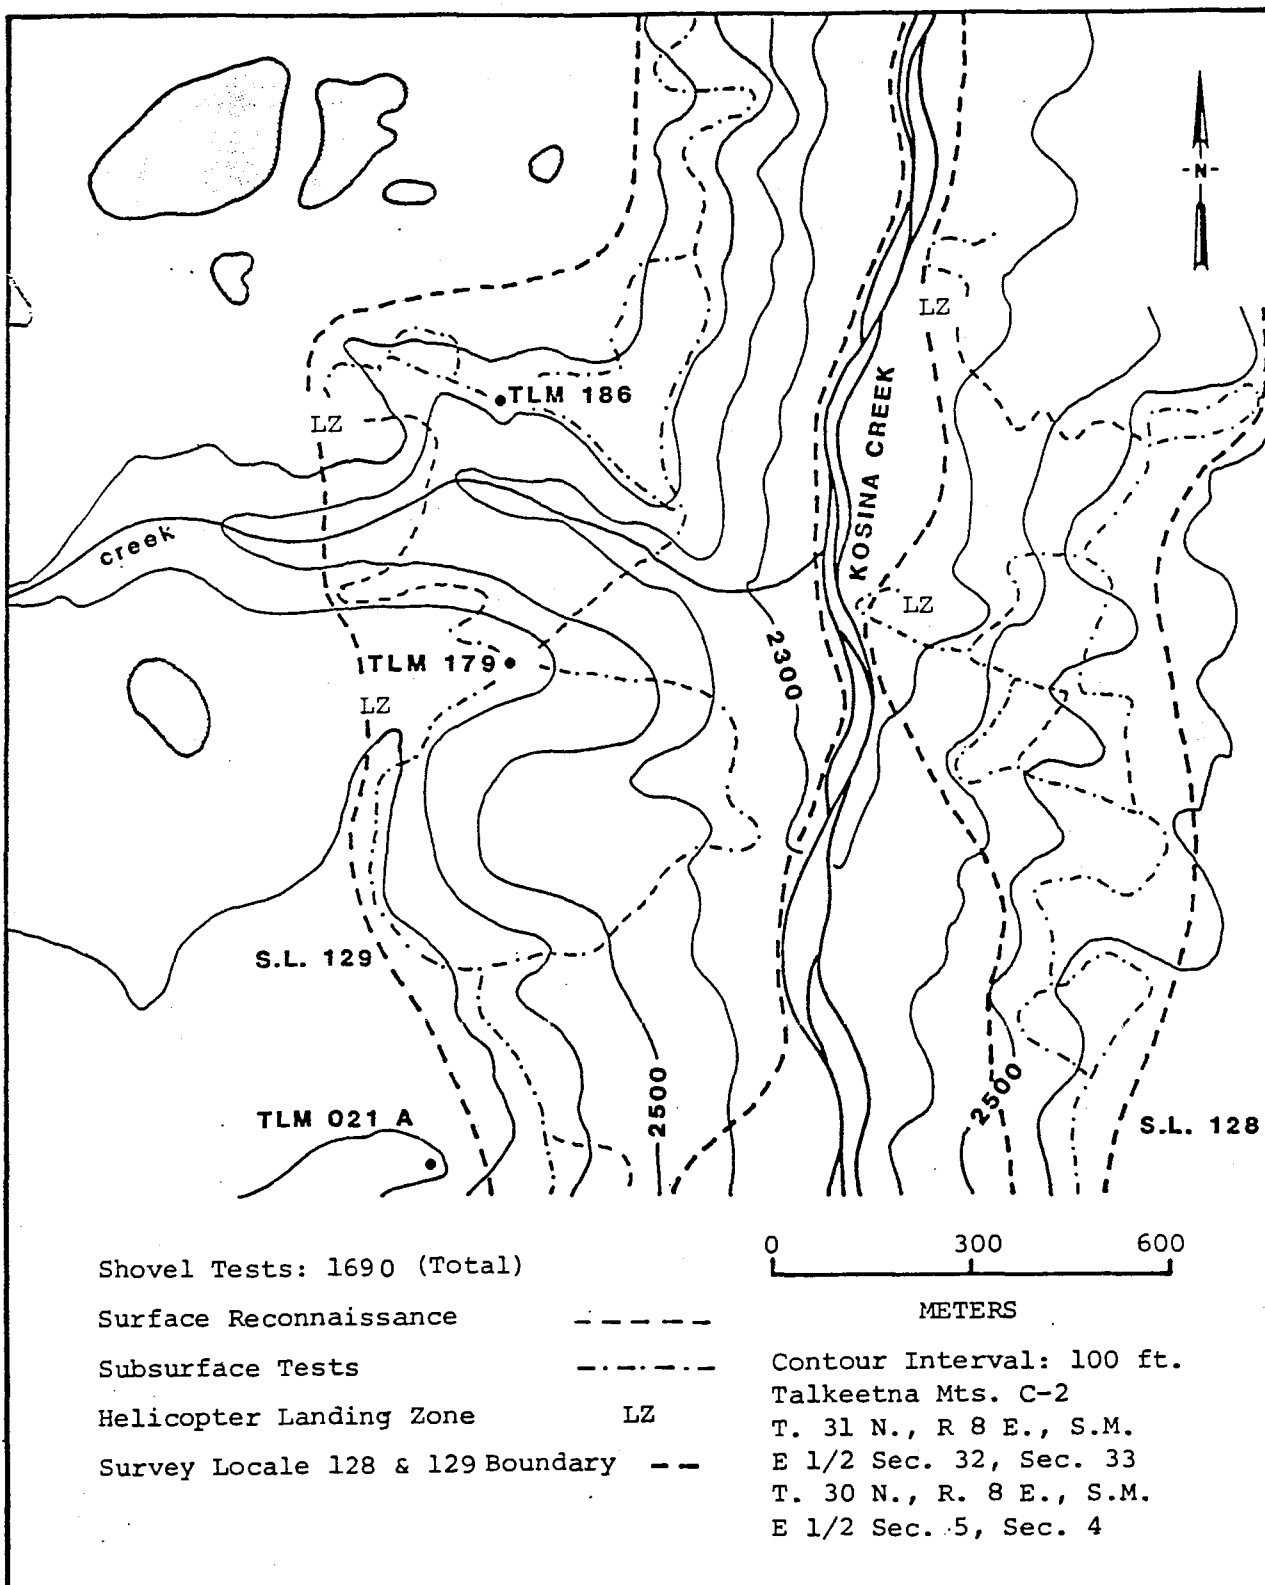 -N-
LZ
TLM 186
LZ
KOSINA CREEK
creek
LZ
2300
TLM 179
LZ
S.L. 129
2500
2500
TLM 021 A
S.L. 128
0 300 600
METERS
Shovel Tests: 1690 (Total)
Surface Reconnaissance
Subsurface Tests
Helicopter Landing Zone LZ
Survey Locale 128 & 129 Boundary
Contour Interval: 100 ft.
Talkeetna Mts. C-2
T. 31 N., R 8 E., S.M.
E 1/2 Sec. 32, Sec. 33
T. 30 N., R. 8 E., S.M.
E 1/2 Sec. 5, Sec. 4